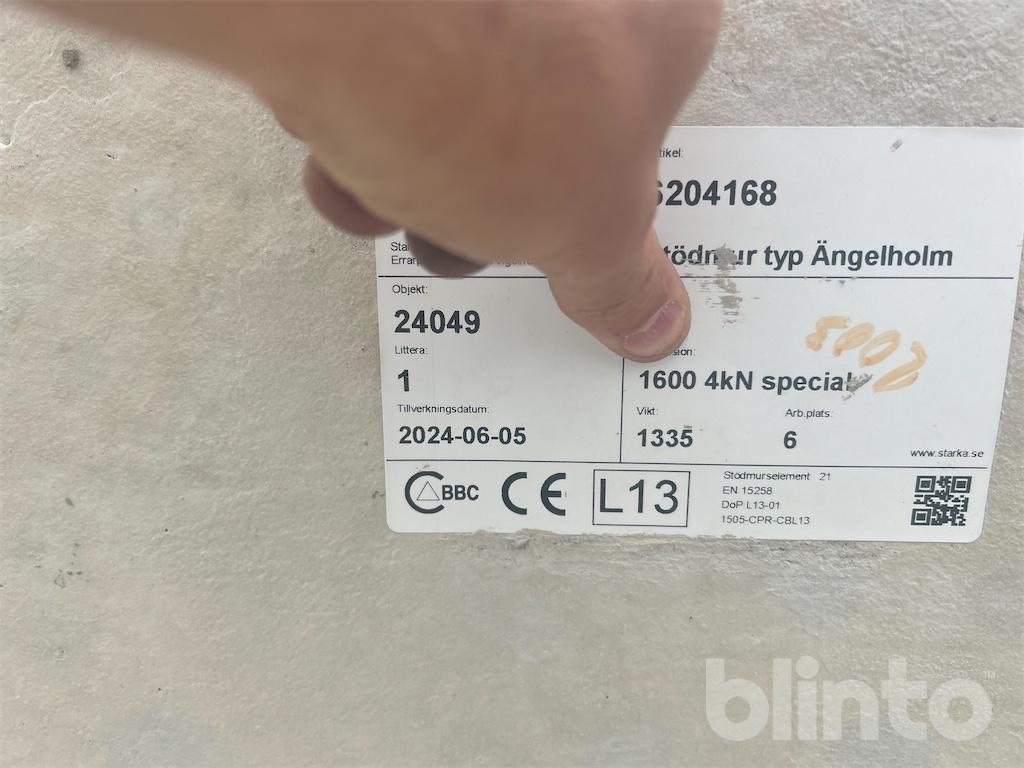 204168
typ Ängelholm
Objekt:
24049
Littera:
1
1600 4kN special
Tillverkningsdatum:
2024-06-05
Vikt:
1335
Arb.plats:
6
www.starka.se
BBC
CE
L13
Stödmurselement 21
EN 15258
DoP L13-01
1505-CPR-CBL13
blinto